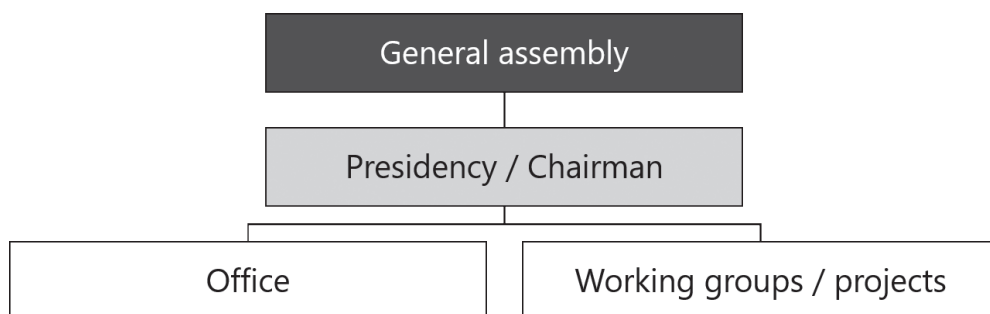 General assembly
Presidency / Chairman
Office
Working groups / projects